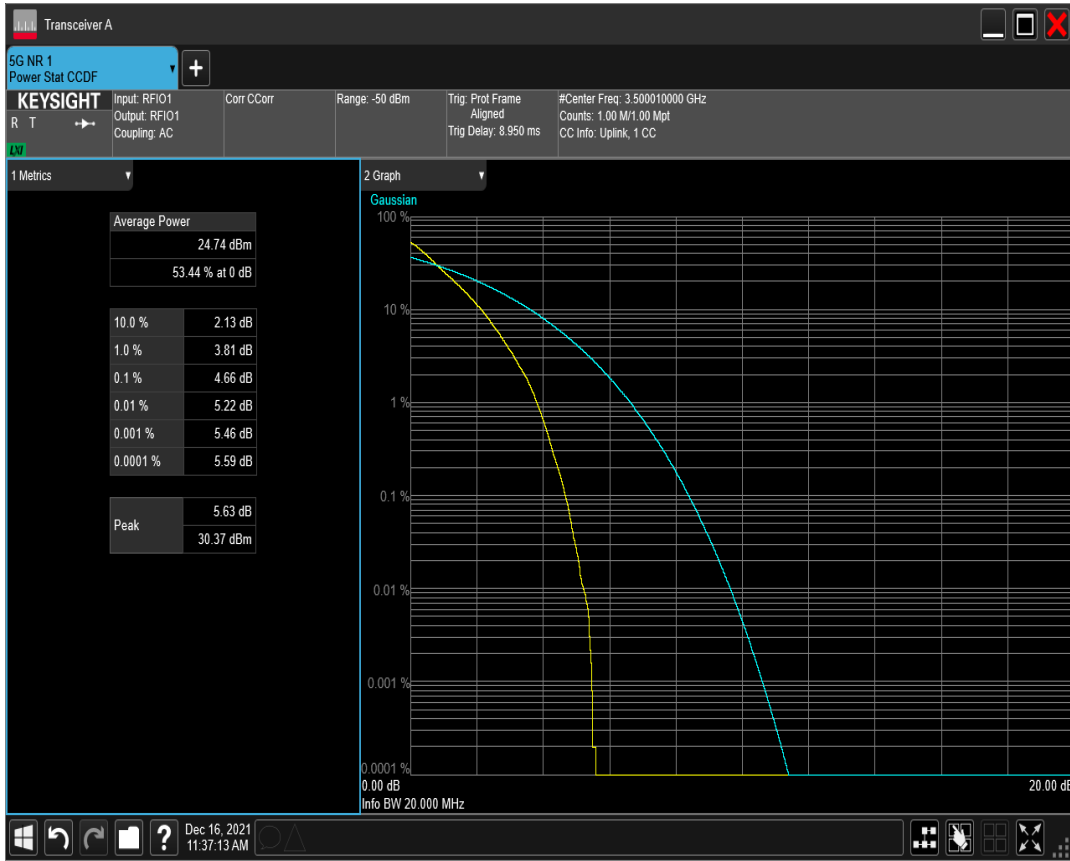 Transceiver A
5G NR 1
Power Stat CCDF
KEYSIGHT
R T
LXI
Input: RFIO1
Output: RFIO1
Coupling: AC
Corr CCorr
Range: -50 dBm
Trig: Prot Frame
Aligned
Trig Delay: 8.950 ms
#Center Freq: 3.500010000 GHz
Counts: 1.00 M/1.00 Mpt
CC Info: Uplink, 1 CC
1 Metrics
Average Power
24.74 dBm
53.44 % at 0 dB
10.0 % 2.13 dB
1.0 % 3.81 dB
0.1 % 4.66 dB
0.01 % 5.22 dB
0.001 % 5.46 dB
0.0001 % 5.59 dB
Peak
5.63 dB
30.37 dBm
2 Graph
Gaussian
100 %
10 %
1 %
0.1 %
0.01 %
0.001 %
0.0001 %
0.00 dB
20.00 dB
Info BW 20.000 MHz
?
Dec 16, 2021
11:37:13 AM